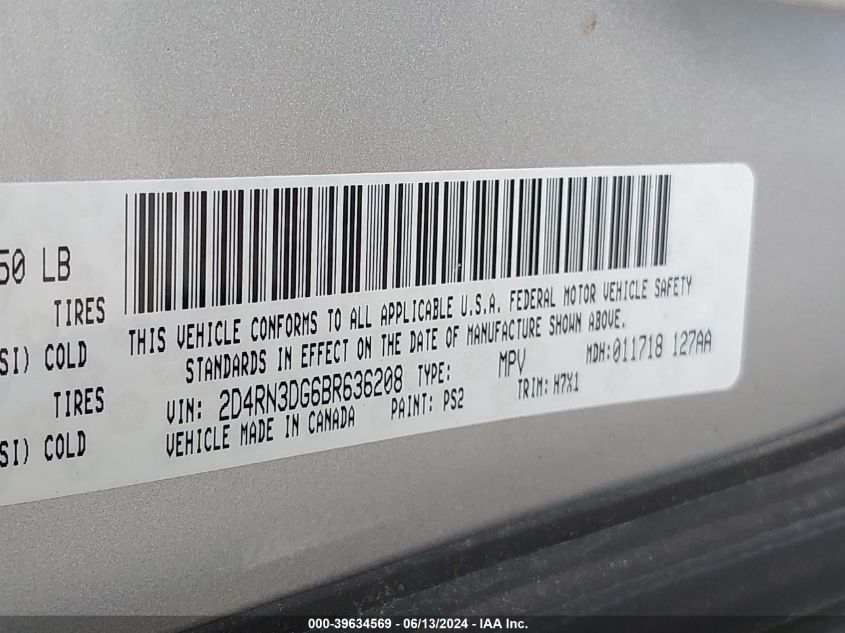 50 LB
TIRES
SI) COLD
TIRES
SI) COLD
THIS VEHICLE CONFORMS TO ALL APPLICABLE U.S.A. FEDERAL MOTOR VEHICLE SAFETY
STANDARDS IN EFFECT ON THE DATE OF MANUFACTURE SHOWN ABOVE.
MDH:011718 127AA
VIN: 2D4RN3DG6BR636208 TYPE: MPV
VEHICLE MADE IN CANADA PAINT: PS2 TRIM: H7X1
000-39634569 - 06/13/2024 - IAA Inc.